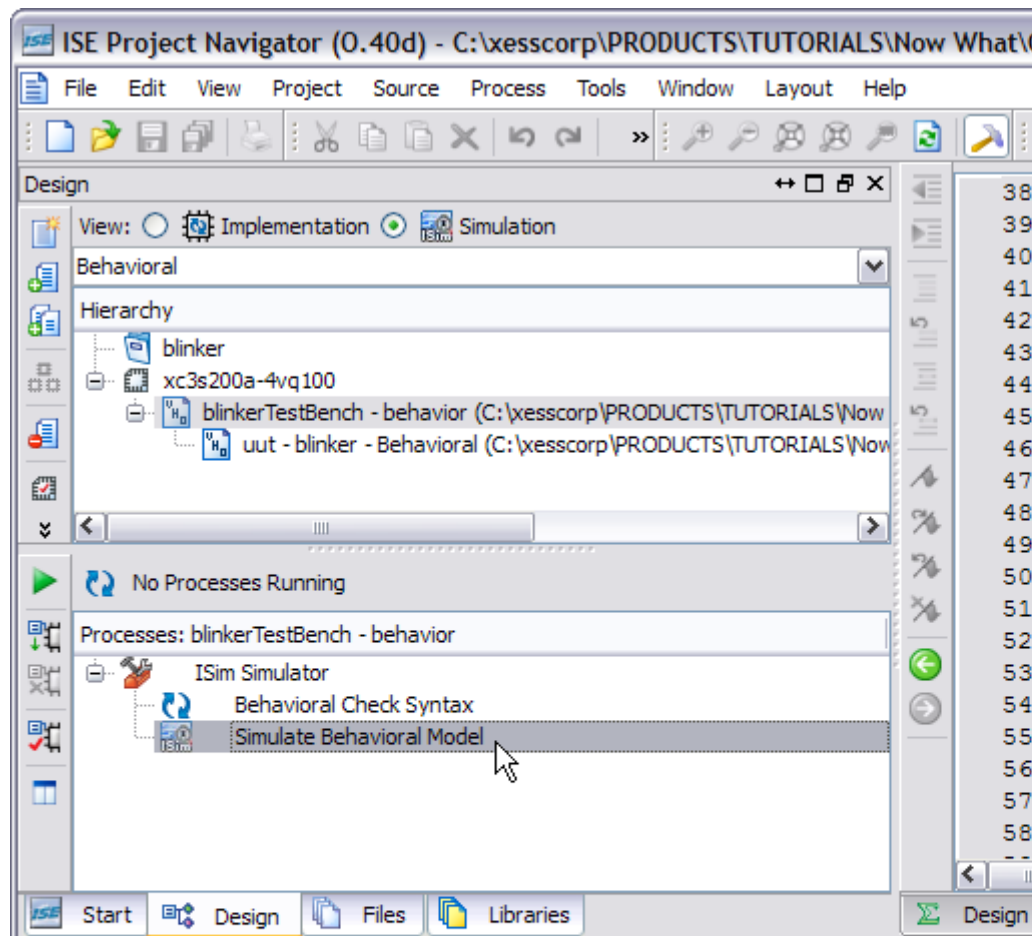 ISE ISE Project Navigator (O.40d) - C:\xesscorp\PRODUCTS\TUTORIALS\Now What\
File Edit View Project Source Process Tools Window Layout Help
»
Design
View: Implementation ISim Simulation
Behavioral
Hierarchy
blinker
xc3s200a-4vq100
blinkerTestBench - behavior (C:\xesscorp\PRODUCTS\TUTORIALS\Now
uut - blinker - Behavioral (C:\xesscorp\PRODUCTS\TUTORIALS\Now
No Processes Running
Processes: blinkerTestBench - behavior
ISim Simulator
Behavioral Check Syntax
ISim Simulate Behavioral Model
ISE Start Design Files Libraries
38
39
40
41
42
43
44
45
46
47
48
49
50
51
52
53
54
55
56
57
58
Σ Design